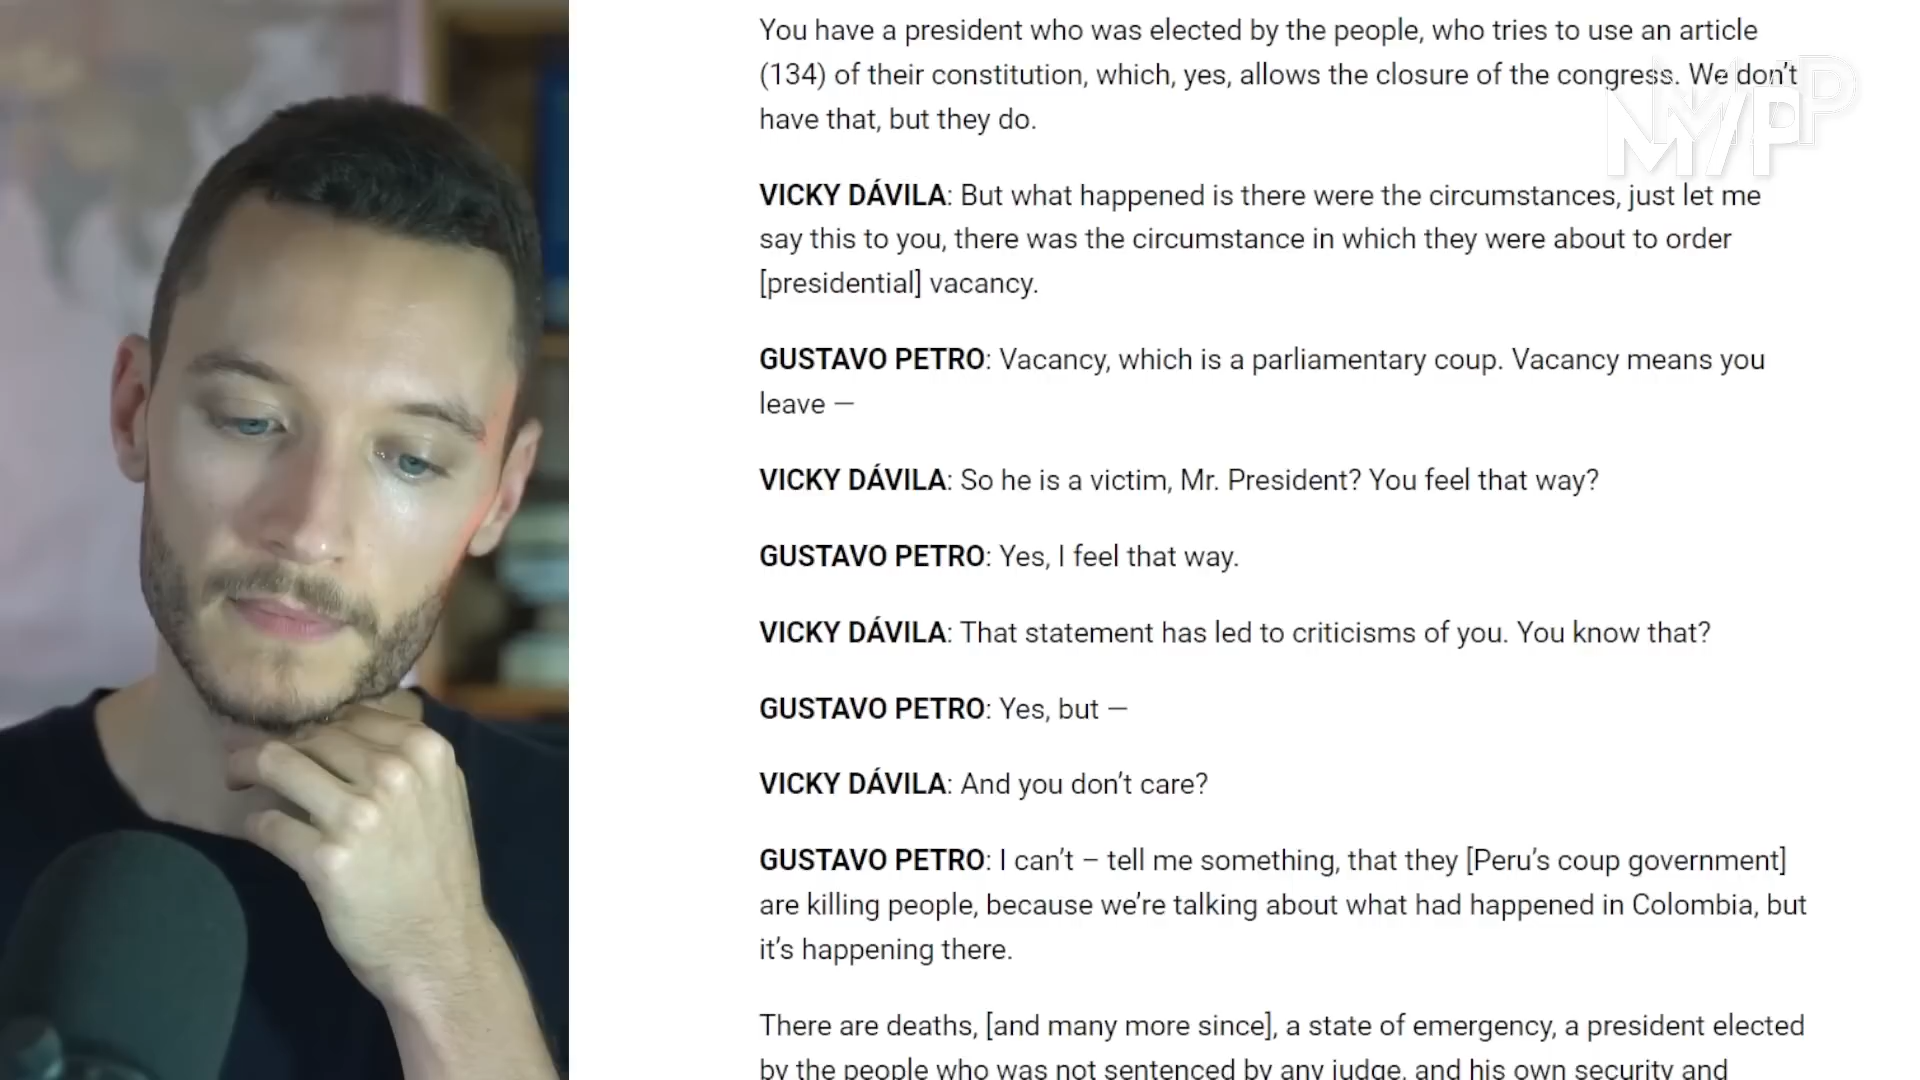 You have a president who was elected by the people, who tries to use an article
(134) of their constitution, which, yes, allows the closure of the congress. We don't
have that, but they do.
VICKY DÁVILA: But what happened is there were the circumstances, just let me
say this to you, there was the circumstance in which they were about to order
[presidential] vacancy.
GUSTAVO PETRO: Vacancy, which is a parliamentary coup. Vacancy means you
leave —
VICKY DÁVILA: So he is a victim, Mr. President? You feel that way?
GUSTAVO PETRO: Yes, I feel that way.
VICKY DÁVILA: That statement has led to criticisms of you. You know that?
GUSTAVO PETRO: Yes, but —
VICKY DÁVILA: And you don't care?
GUSTAVO PETRO: I can't – tell me something, that they [Peru's coup government]
are killing people, because we're talking about what had happened in Colombia, but
it's happening there.
There are deaths, [and many more since], a state of emergency, a president elected
by the people who was not sentenced by any judge, and his own security and